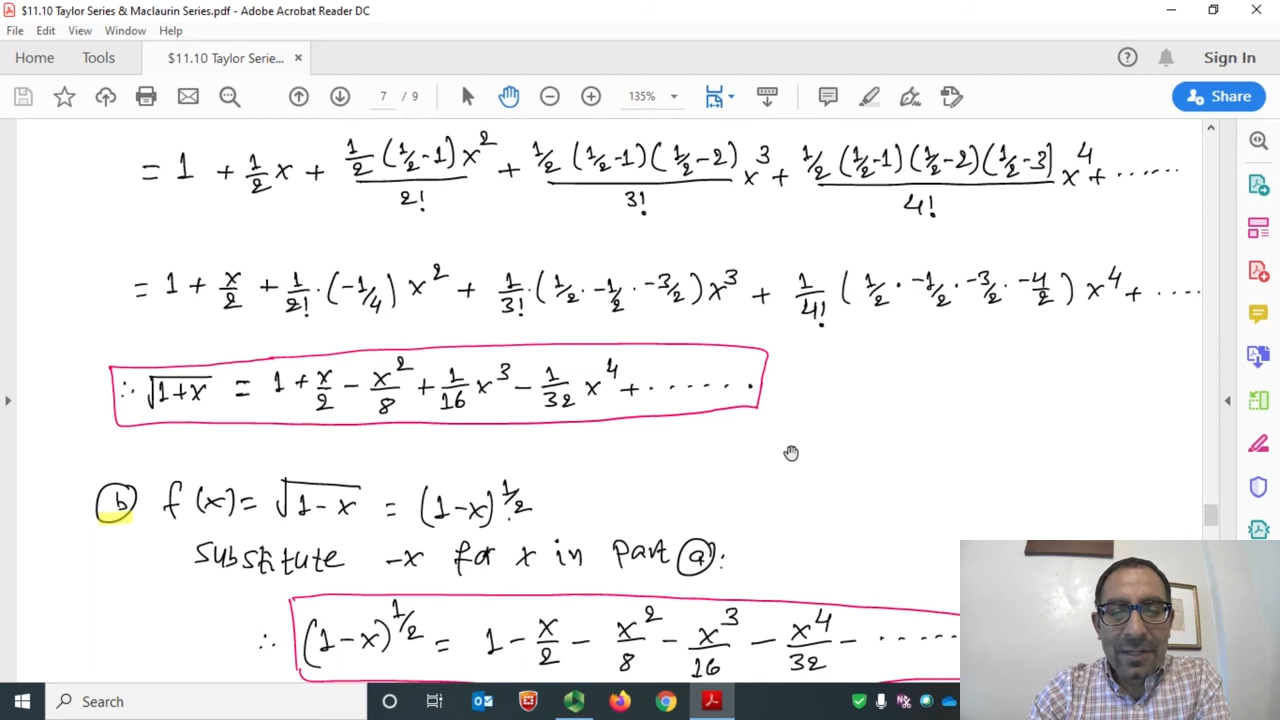 $11.10 Taylor Series & Maclaurin Series.pdf - Adobe Acrobat Reader DC
File Edit View Window Help
Home Tools $11.10 Taylor Serie... × Sign In
7 / 9 135% Share
= 1 + 1/2 x + 1/2 (1/2 -1) x^2 / 2! + 1/2 (1/2 -1) (1/2 -2) / 3! x^3 + 1/2 (1/2 -1) (1/2 -2) (1/2 -3) / 4! x^4 + ......
= 1 + x/2 + 1/2! · (-1/4) x^2 + 1/3! · (1/2 · -1/2 · -3/2) x^3 + 1/4! (1/2 · -1/2 · -3/2 · -4/2) x^4 + ....
∴ √1+x = 1 + x/2 - x^2/8 + 1/16 x^3 - 1/32 x^4 + .......
(b) f(x) = √1-x = (1-x)^1/2
Substitute -x for x in Part (a):
∴ (1-x)^1/2 = 1 - x/2 - x^2/8 - x^3/16 - x^4/32 - ......
Search